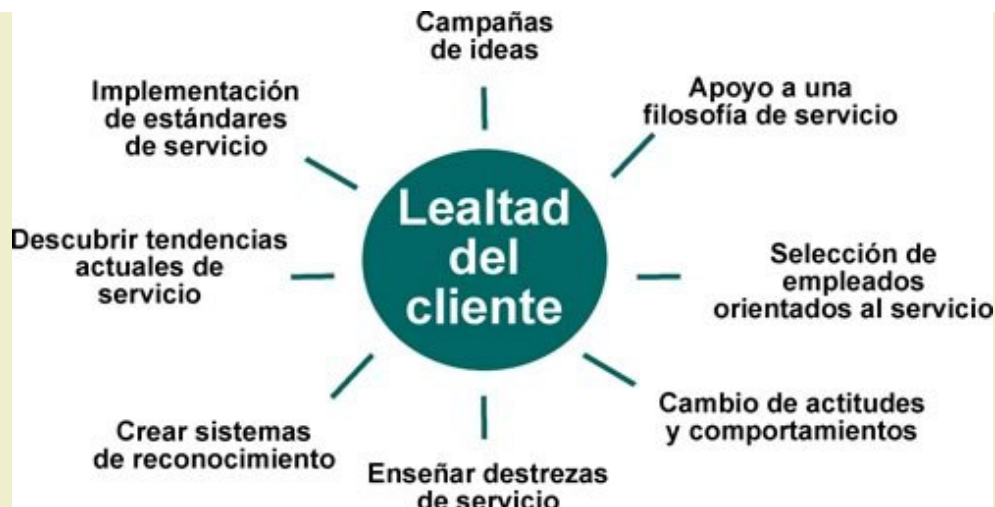 Campañas
de ideas
Apoyo a una
filosofía de servicio
Selección de
empleados
orientados al servicio
Cambio de actitudes
y comportamientos
Enseñar destrezas
de servicio
Crear sistemas
de reconocimiento
Descubrir tendencias
actuales de
servicio
Implementación
de estándares
de servicio
Lealtad
del
cliente